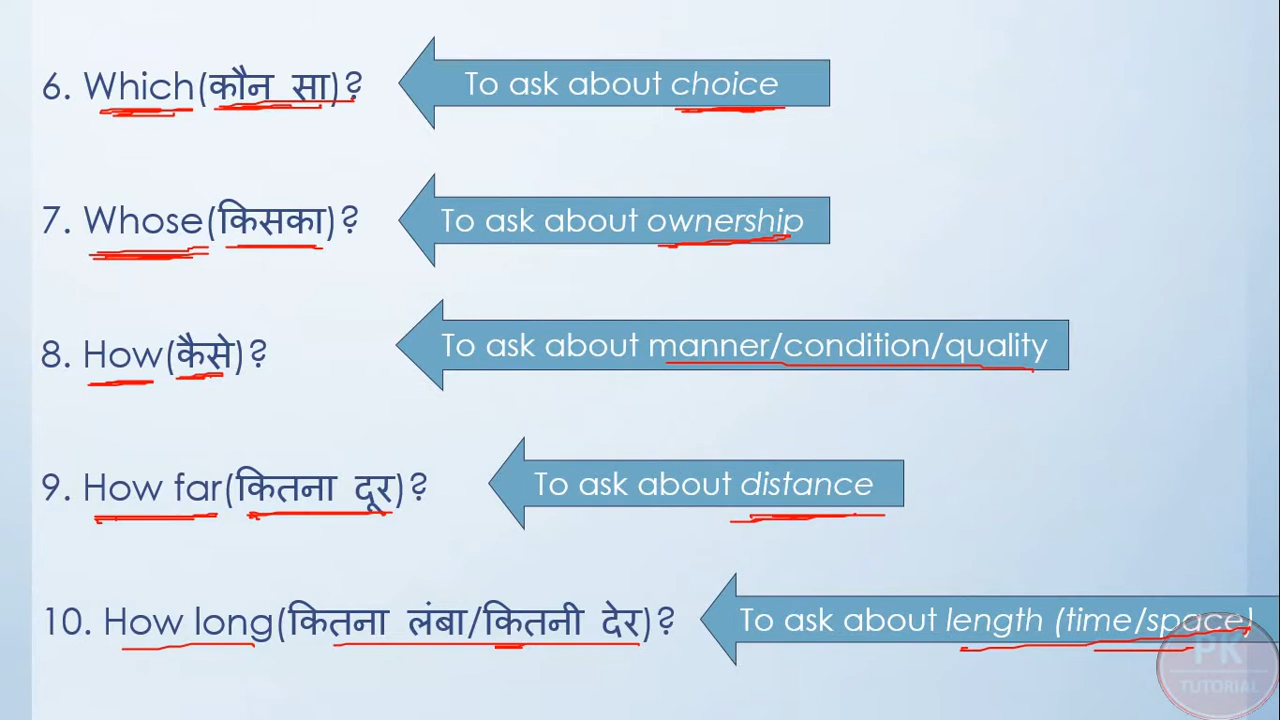 6. Which(कौन सा)?
To ask about choice
7. Whose(किसका)?
To ask about ownership
8. How(कैसे)?
To ask about manner/condition/quality
9. How far(कितना दूर)?
To ask about distance
10. How long(कितना लंबा/कितनी देर)?
To ask about length (time/space)
PK
TUTORIAL